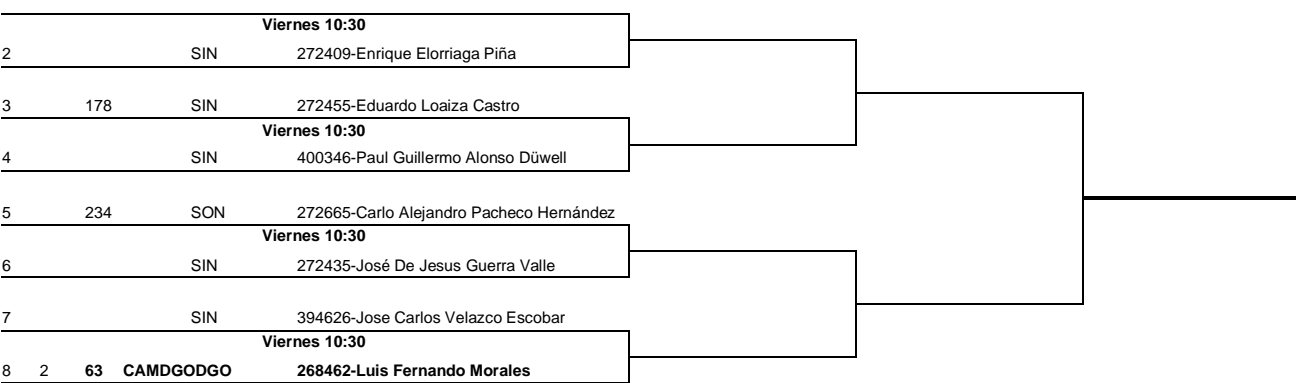 Viernes 10:30
2 SIN 272409-Enrique Elorriaga Piña
3 178 SIN 272455-Eduardo Loaiza Castro
Viernes 10:30
4 SIN 400346-Paul Guillermo Alonso Düwell
5 234 SON 272665-Carlo Alejandro Pacheco Hernández
Viernes 10:30
6 SIN 272435-José De Jesus Guerra Valle
7 SIN 394626-Jose Carlos Velazco Escobar
Viernes 10:30
8 2 63 CAMDGODGO 268462-Luis Fernando Morales